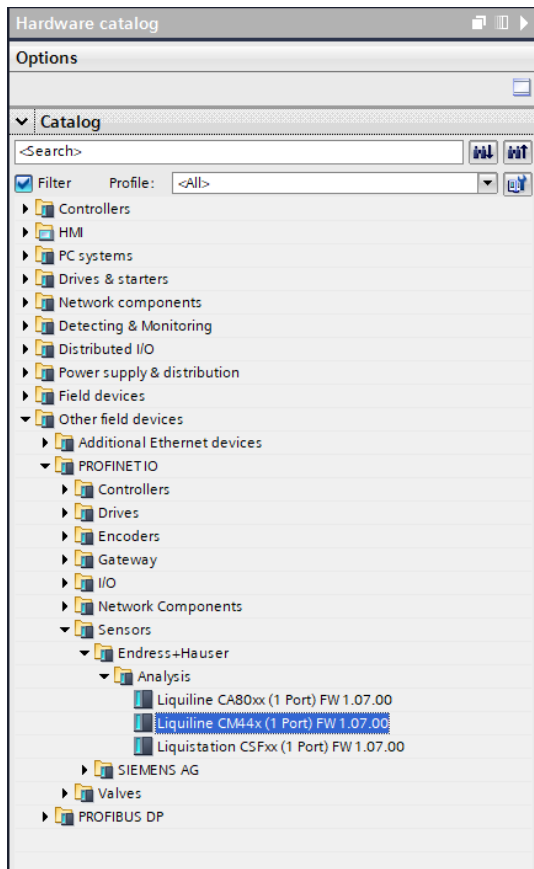 Hardware catalog
Options
Catalog
<Search>
Filter Profile: <All>
Controllers
HMI
PC systems
Drives & starters
Network components
Detecting & Monitoring
Distributed I/O
Power supply & distribution
Field devices
Other field devices
Additional Ethernet devices
PROFINET IO
Controllers
Drives
Encoders
Gateway
I/O
Network Components
Sensors
Endress+Hauser
Analysis
Liquiline CA80xx (1 Port) FW 1.07.00
Liquiline CM44x (1 Port) FW 1.07.00
Liquistation CSFxx (1 Port) FW 1.07.00
SIEMENS AG
Valves
PROFIBUS DP